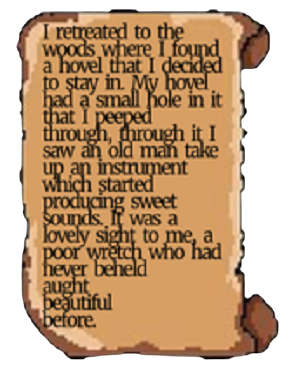 I retreated to the
woods where I found
a hovel that I decided
to stay in. My hovel
had a small hole in it
that I peeped
through, through it I
saw an old man take
up an instrument
which started
producing sweet
sounds. It was a
lovely sight to me, a
poor wretch who had
never beheld
aught
beautiful
before.